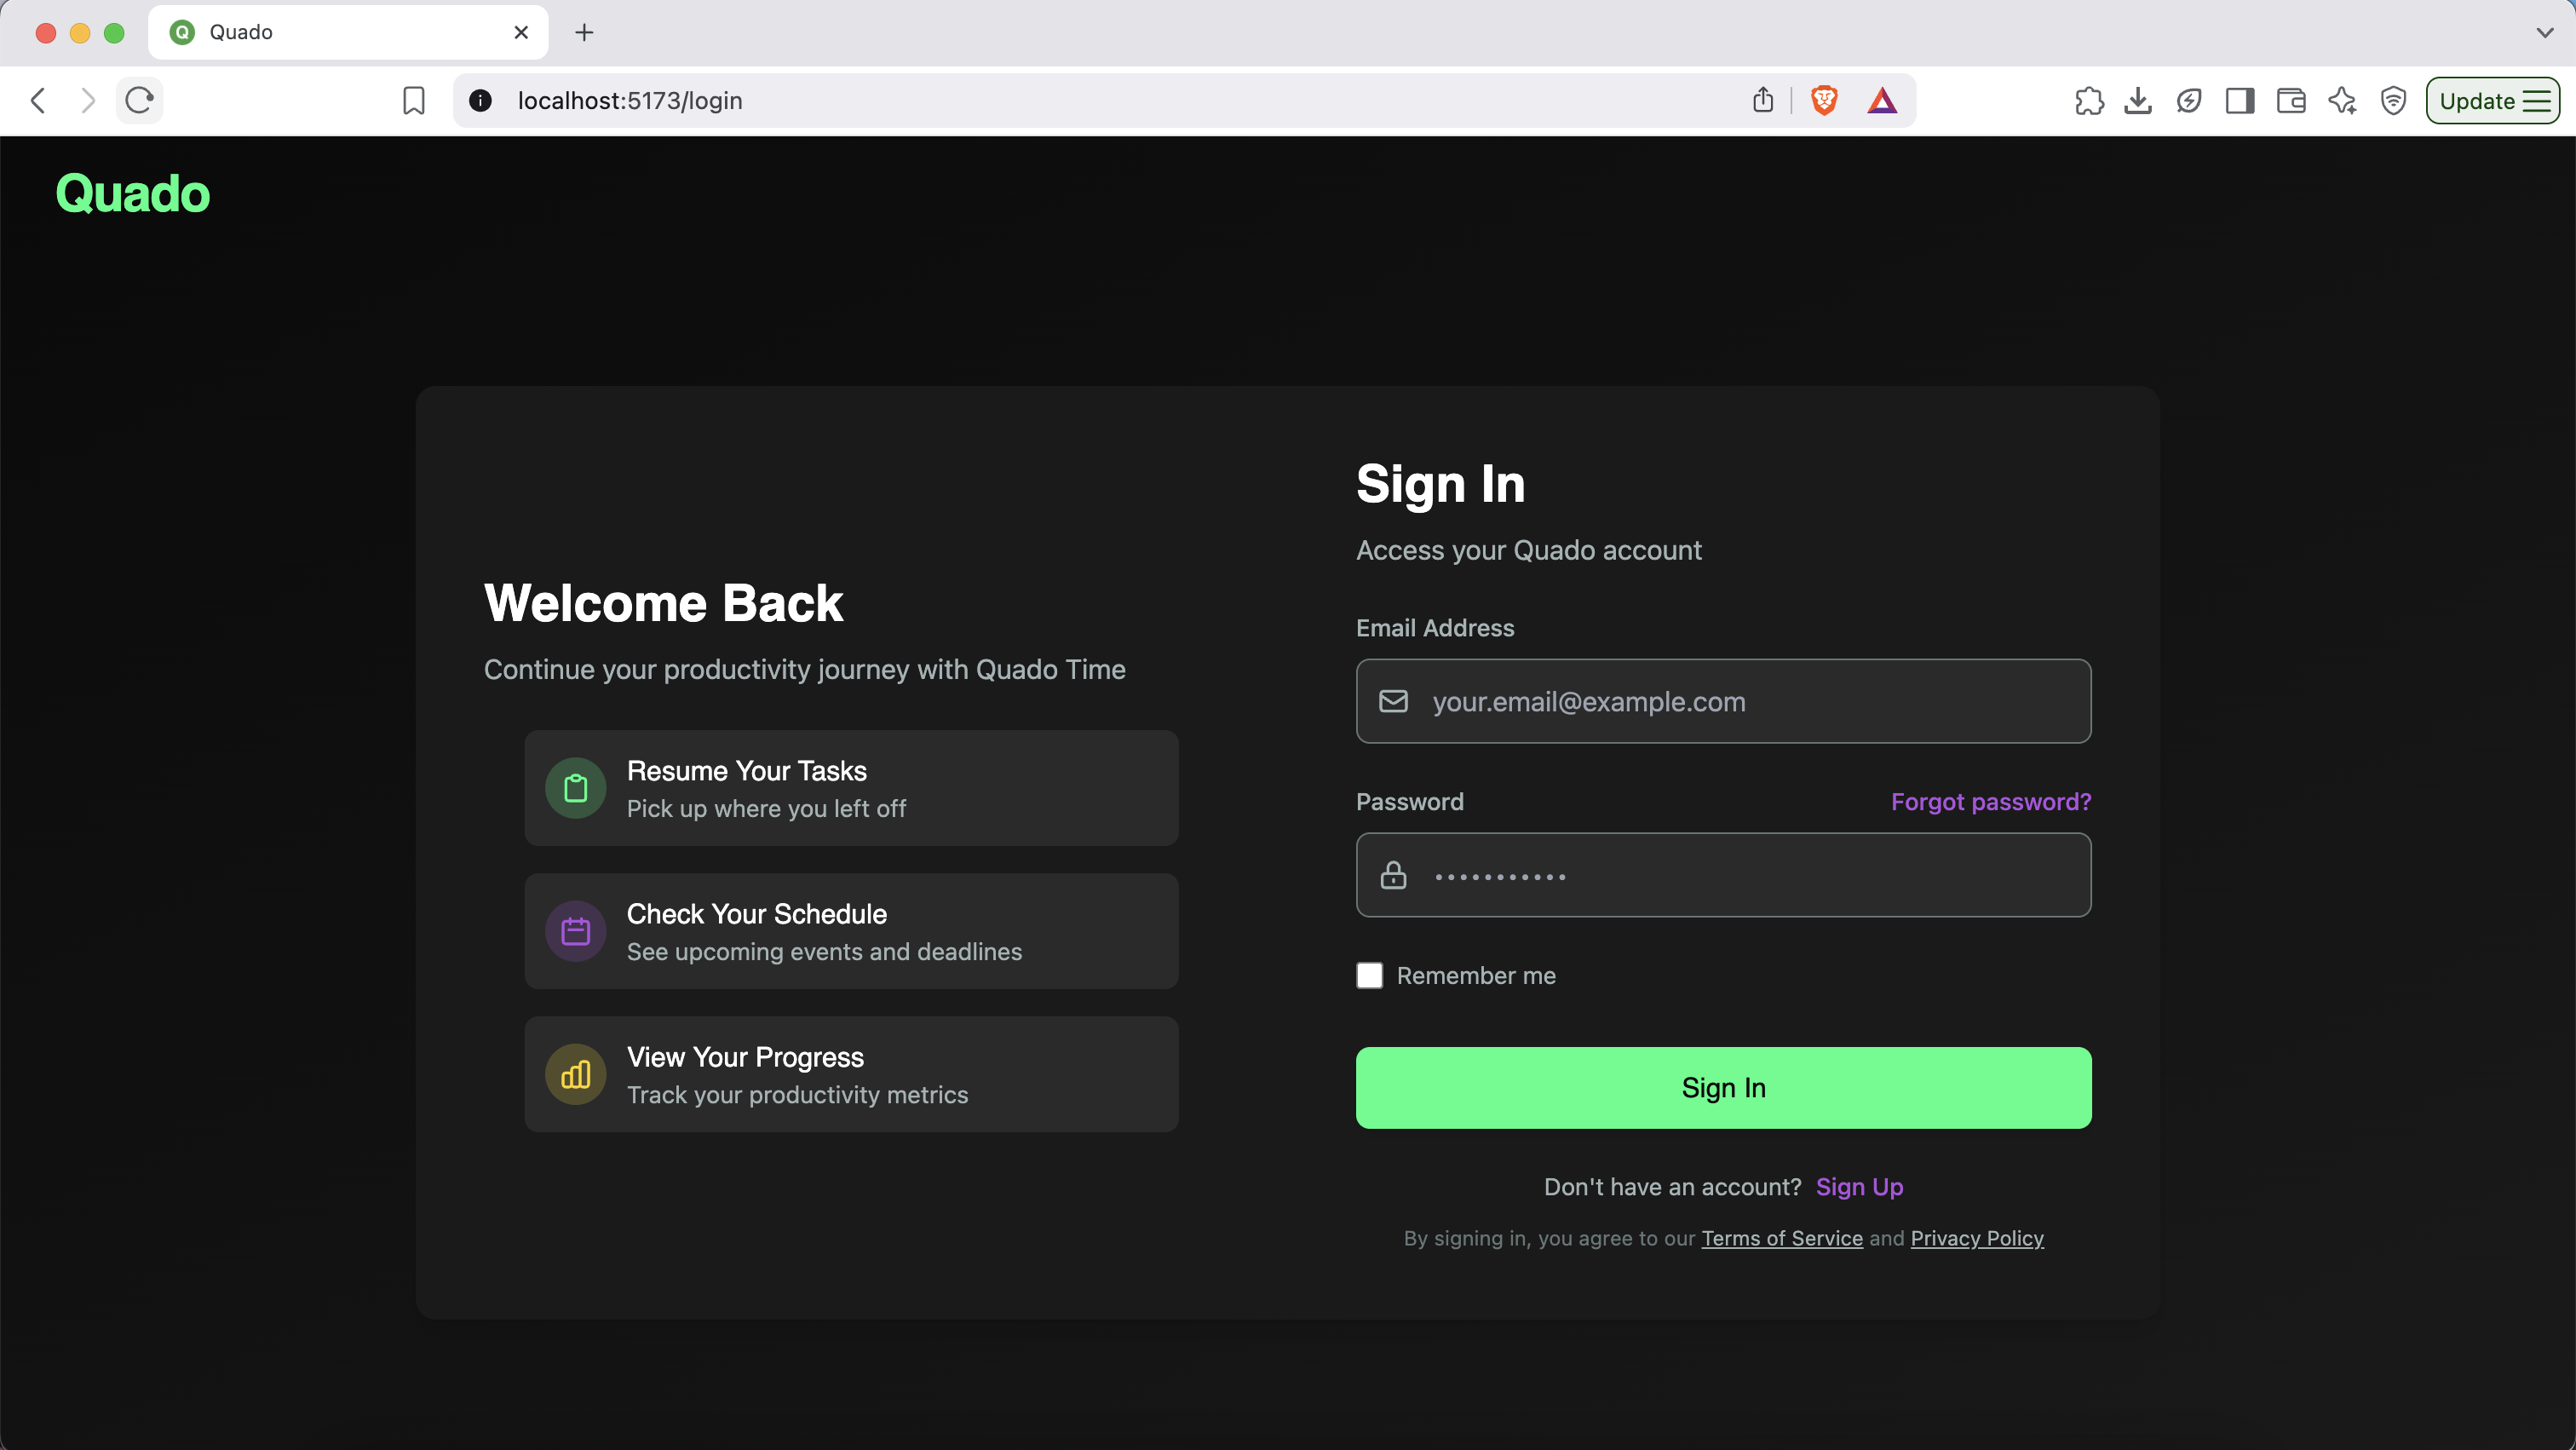 Quado
localhost:5173/login
Update
Quado
Welcome Back
Continue your productivity journey with Quado Time
Resume Your Tasks
Pick up where you left off
Check Your Schedule
See upcoming events and deadlines
View Your Progress
Track your productivity metrics
Sign In
Access your Quado account
Email Address
your.email@example.com
Password Forgot password?
•••••••••••
Remember me
Sign In
Don't have an account? Sign Up
By signing in, you agree to our Terms of Service and Privacy Policy